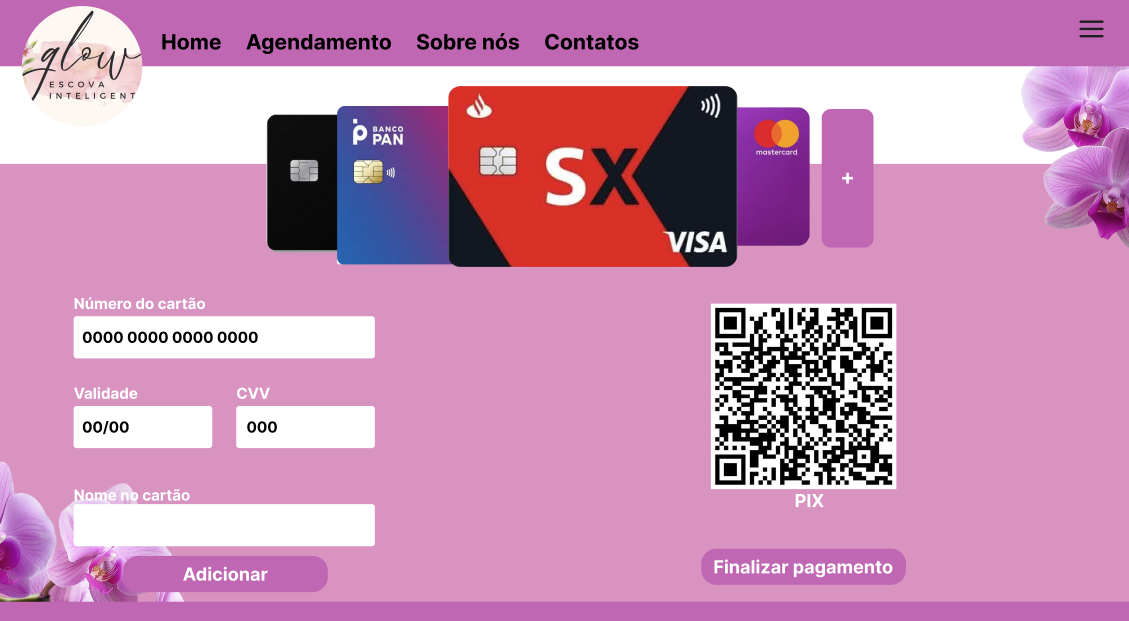 glow
ESCOVA
INTELIGENT
Home Agendamento Sobre nós Contatos
BANCO
PAN
SX
VISA
mastercard.
+
Número do cartão
0000 0000 0000 0000
Validade CVV
00/00 000
Nome no cartão
Adicionar
PIX
Finalizar pagamento